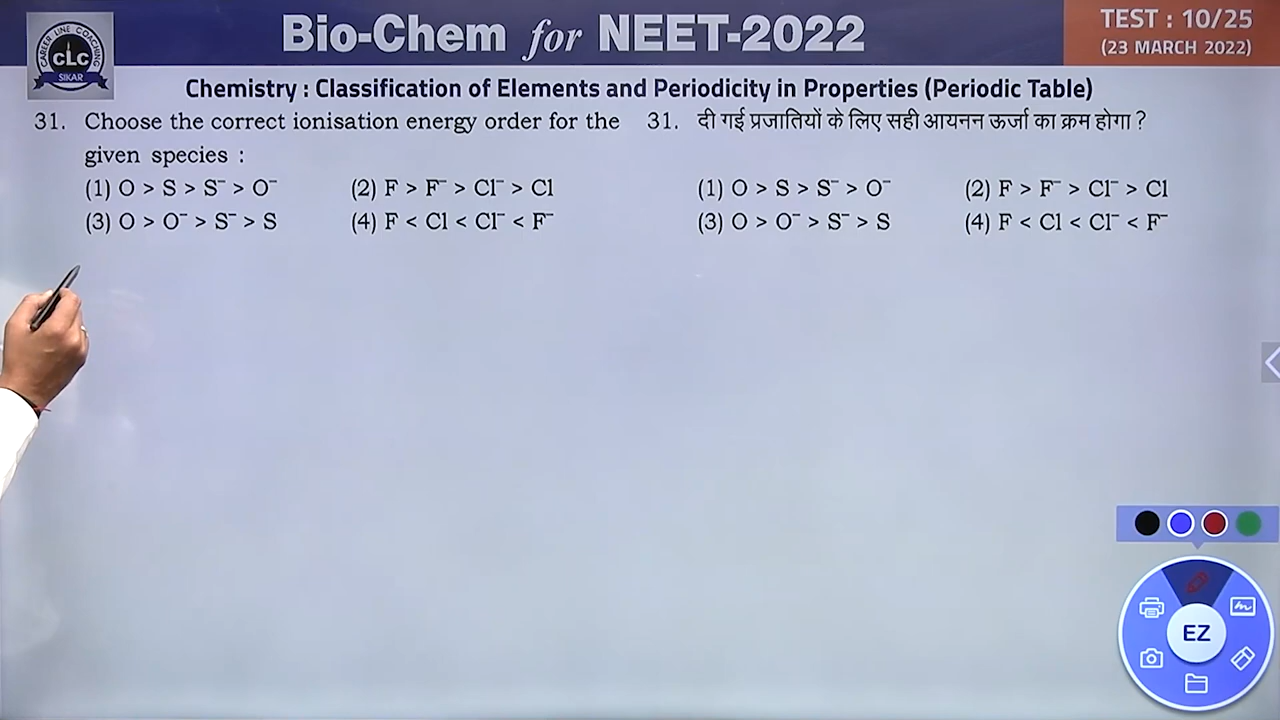 Bio-Chem for NEET-2022
TEST : 10/25
(23 MARCH 2022)
CAREER LINE COACHING
CLC
SIKAR
Chemistry : Classification of Elements and Periodicity in Properties (Periodic Table)
31. Choose the correct ionisation energy order for the
given species :
(1) O > S > S⁻ > O⁻ (2) F > F⁻ > Cl⁻ > Cl
(3) O > O⁻ > S⁻ > S (4) F < Cl < Cl⁻ < F⁻
31. दी गई प्रजातियों के लिए सही आयनन ऊर्जा का क्रम होगा ?
(1) O > S > S⁻ > O⁻ (2) F > F⁻ > Cl⁻ > Cl
(3) O > O⁻ > S⁻ > S (4) F < Cl < Cl⁻ < F⁻
EZ